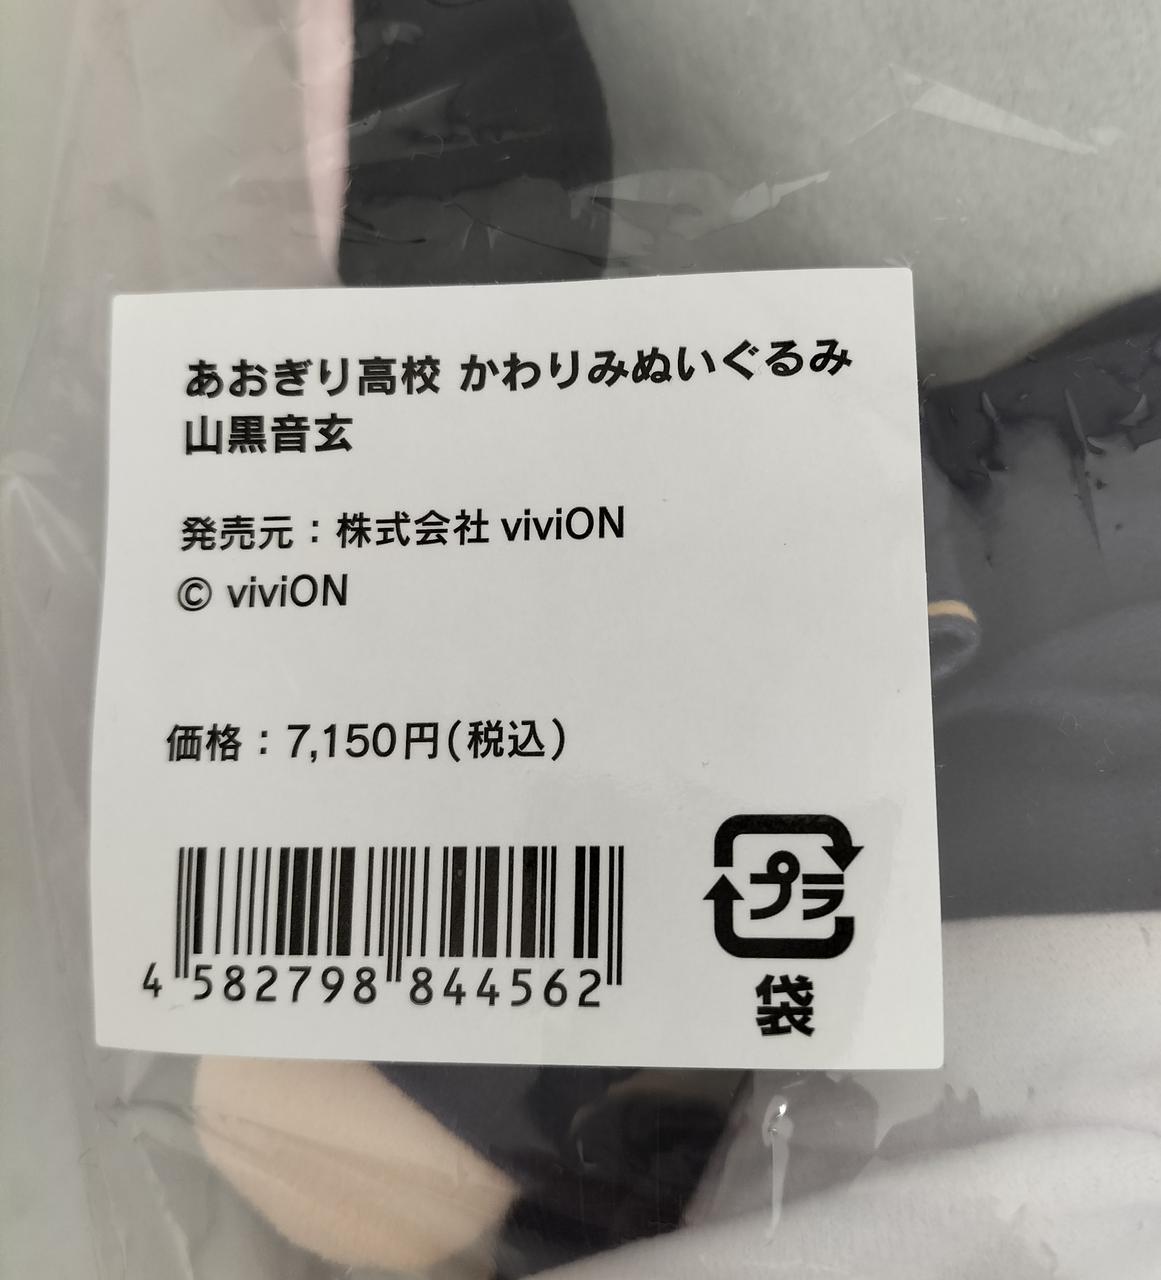 あおぎり高校 かわりみぬいぐるみ
山黒音玄
発売元：株式会社 viviON
© viviON
価格：7,150円(税込)
4 582798 844562
プラ
袋